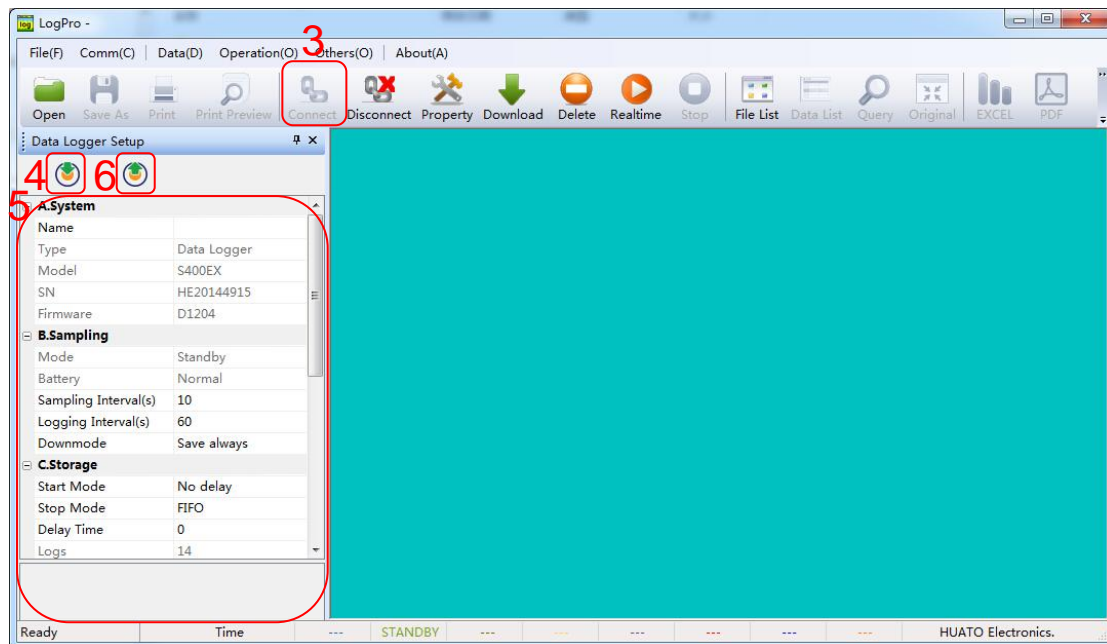 LogPro -
File(F) Comm(C) Data(D) Operation(O) Others(O) About(A)
3
Open Save As Print Print Preview Connect Disconnect Property Download Delete Realtime Stop File List Data List Query Original EXCEL PDF
Data Logger Setup
4 6
5
A.System
Name
Type Data Logger
Model S400EX
SN HE20144915
Firmware D1204
B.Sampling
Mode Standby
Battery Normal
Sampling Interval(s) 10
Logging Interval(s) 60
Downmode Save always
C.Storage
Start Mode No delay
Stop Mode FIFO
Delay Time 0
Logs 14
Ready Time --- STANDBY --- --- --- --- --- --- HUATO Electronics.